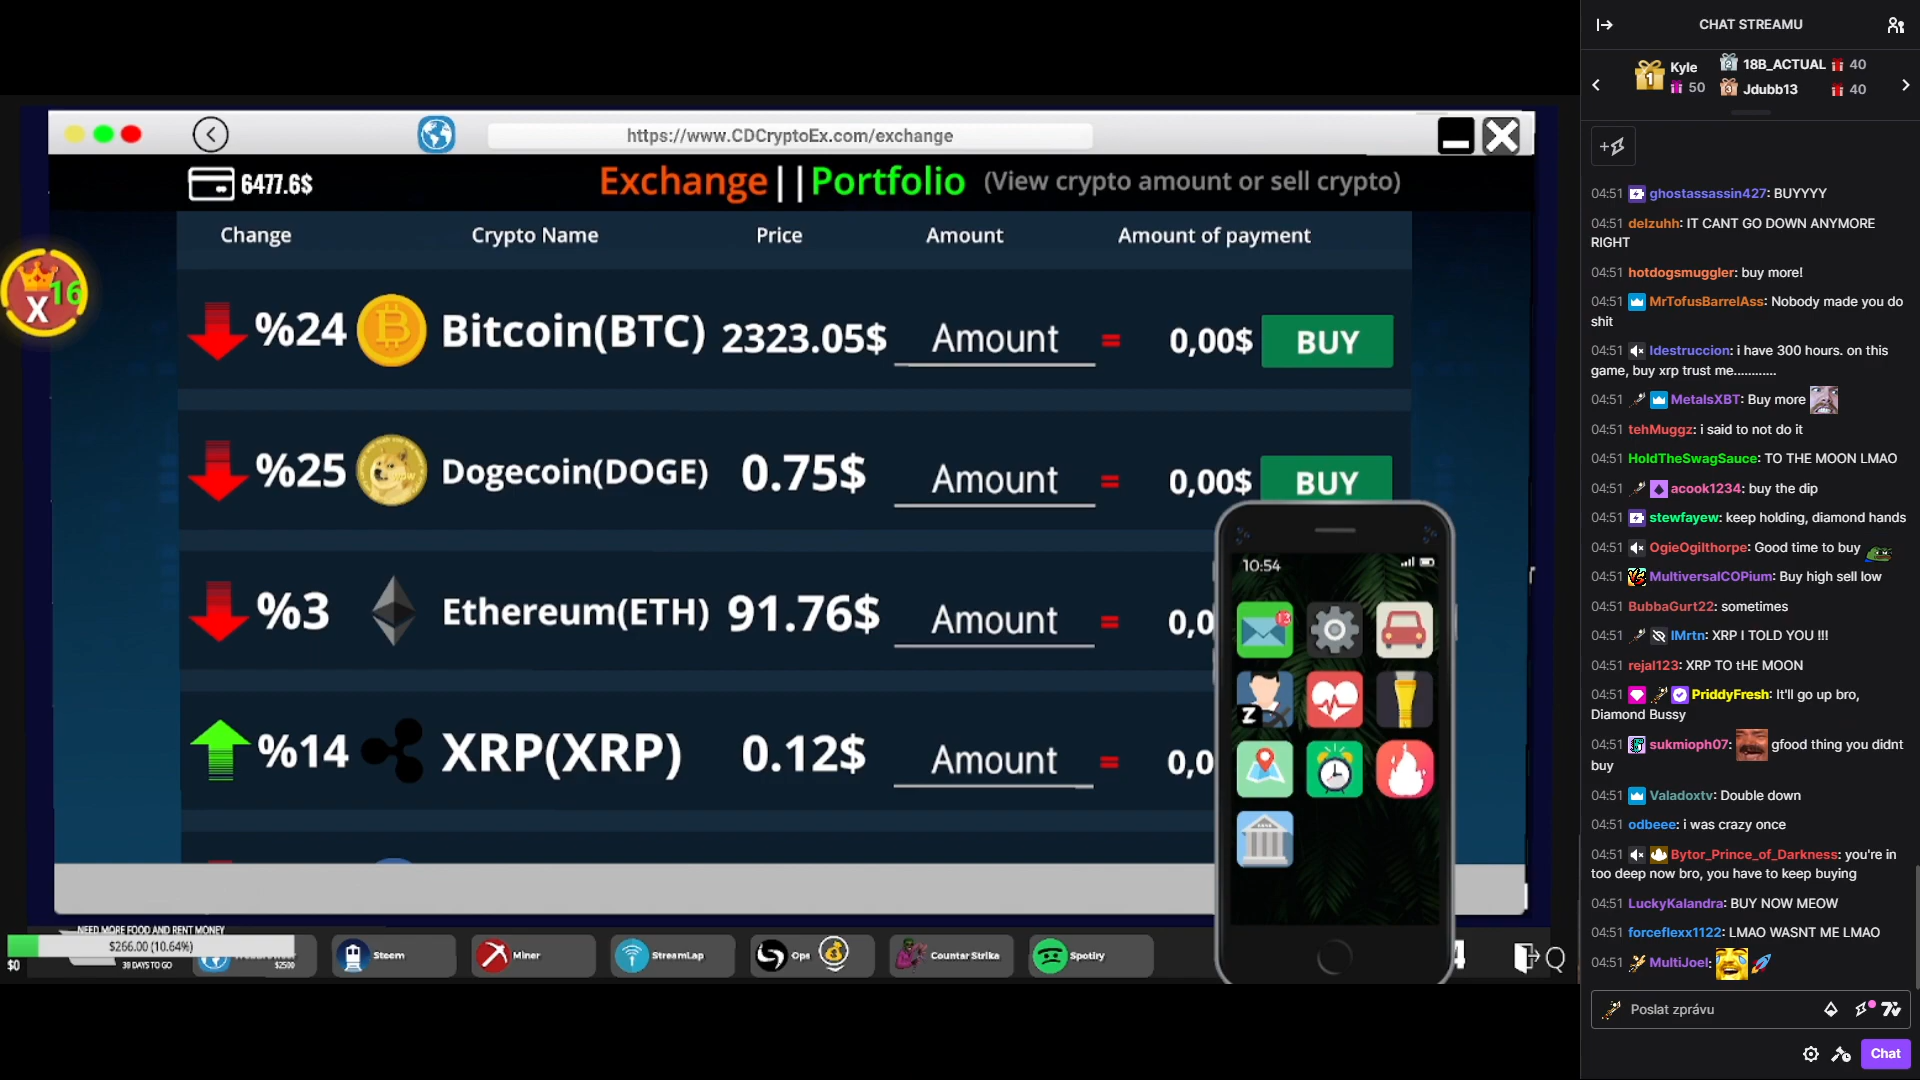 https://www.CDCryptoEx.com/exchange
6477.6$
Exchange||Portfolio (View crypto amount or sell crypto)
Change Crypto Name Price Amount Amount of payment
X 16
%24 Bitcoin(BTC) 2323.05$ Amount = 0,00$ BUY
%25 Dogecoin(DOGE) 0.75$ Amount = 0,00$ BUY
%3 Ethereum(ETH) 91.76$ Amount = 0,0
%14 XRP(XRP) 0.12$ Amount = 0,0
10:54
13
Z
NEED MORE FOOD AND RENT MONEY
$266.00 (10.64%)
$0 39 DAYS TO GO $2500
Steem
Miner
StreamLap
Ops
Countar Strika
Spotiry
Q
CHAT STREAMU
1 Kyle 50
2 18B_ACTUAL 40
3 Jdubb13 40
04:51 ghostassassin427: BUYYYY
04:51 delzuhh: IT CANT GO DOWN ANYMORE
RIGHT
04:51 hotdogsmuggler: buy more!
04:51 MrTofusBarrelAss: Nobody made you do
shit
04:51 Idestruccion: i have 300 hours. on this
game, buy xrp trust me............
04:51 MetalsXBT: Buy more
04:51 tehMuggz: i said to not do it
04:51 HoldTheSwagSauce: TO THE MOON LMAO
04:51 acook1234: buy the dip
04:51 stewfayew: keep holding, diamond hands
04:51 OgieOgilthorpe: Good time to buy
04:51 MultiversalCOPium: Buy high sell low
04:51 BubbaGurt22: sometimes
04:51 IMrtn: XRP I TOLD YOU !!!
04:51 rejal123: XRP TO tHE MOON
04:51 PriddyFresh: It'll go up bro,
Diamond Bussy
04:51 sukmioph07: gfood thing you didnt
buy
04:51 Valadoxtv: Double down
04:51 odbeee: i was crazy once
04:51 Bytor_Prince_of_Darkness: you're in
too deep now bro, you have to keep buying
04:51 LuckyKalandra: BUY NOW MEOW
04:51 forceflexx1122: LMAO WASNT ME LMAO
04:51 MultiJoel:
Poslat zprávu
Chat